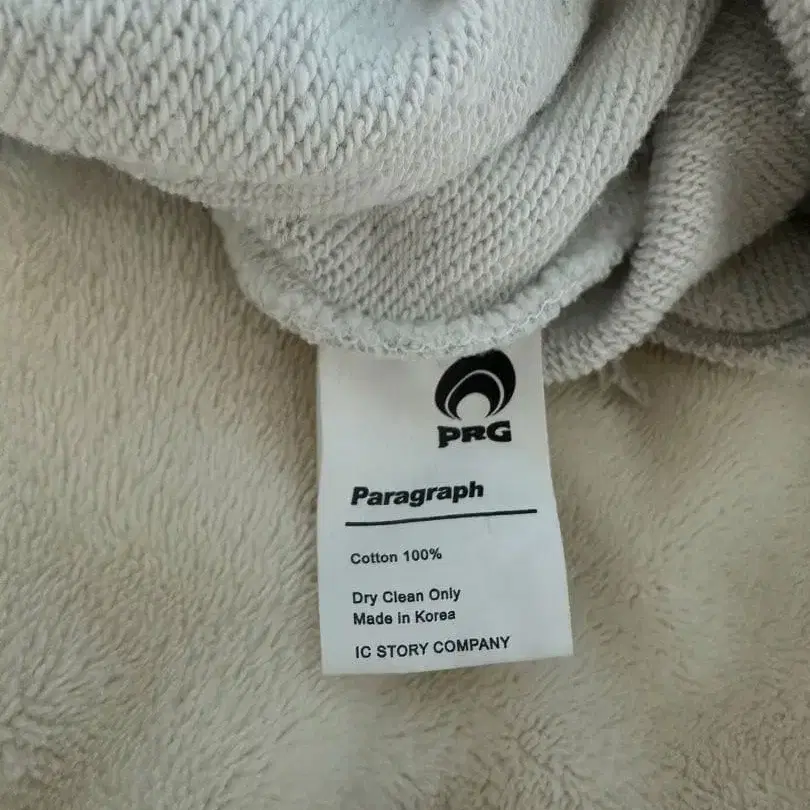 PRG
Paragraph
Cotton 100%
Dry Clean Only
Made in Korea
IC STORY COMPANY